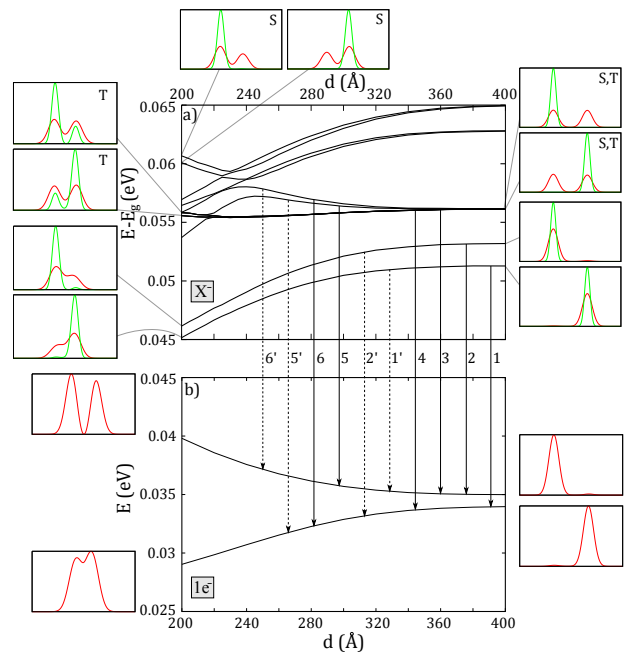 S
S
d (Å)
200 240 280 320 360 400
T
T
S,T
S,T
a)
0.065
0.06
0.055
0.05
0.045
E-Eg (eV)
X-
6' 5' 6 5 2' 1' 4 3 2 1
b)
0.045
0.04
0.035
0.03
0.025
E (eV)
1e-
200 240 280 320 360 400
d (Å)